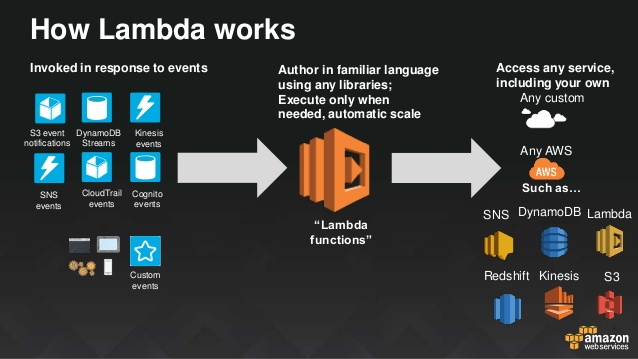 How Lambda works
Invoked in response to events
S3 event
notifications
DynamoDB
Streams
Kinesis
events
SNS
events
CloudTrail
events
Cognito
events
Custom
events
Author in familiar language
using any libraries;
Execute only when
needed, automatic scale
“Lambda
functions”
Access any service,
including your own
Any custom
Any AWS
AWS
Such as…
SNS
DynamoDB
Lambda
Redshift
Kinesis
S3
amazon
webservices